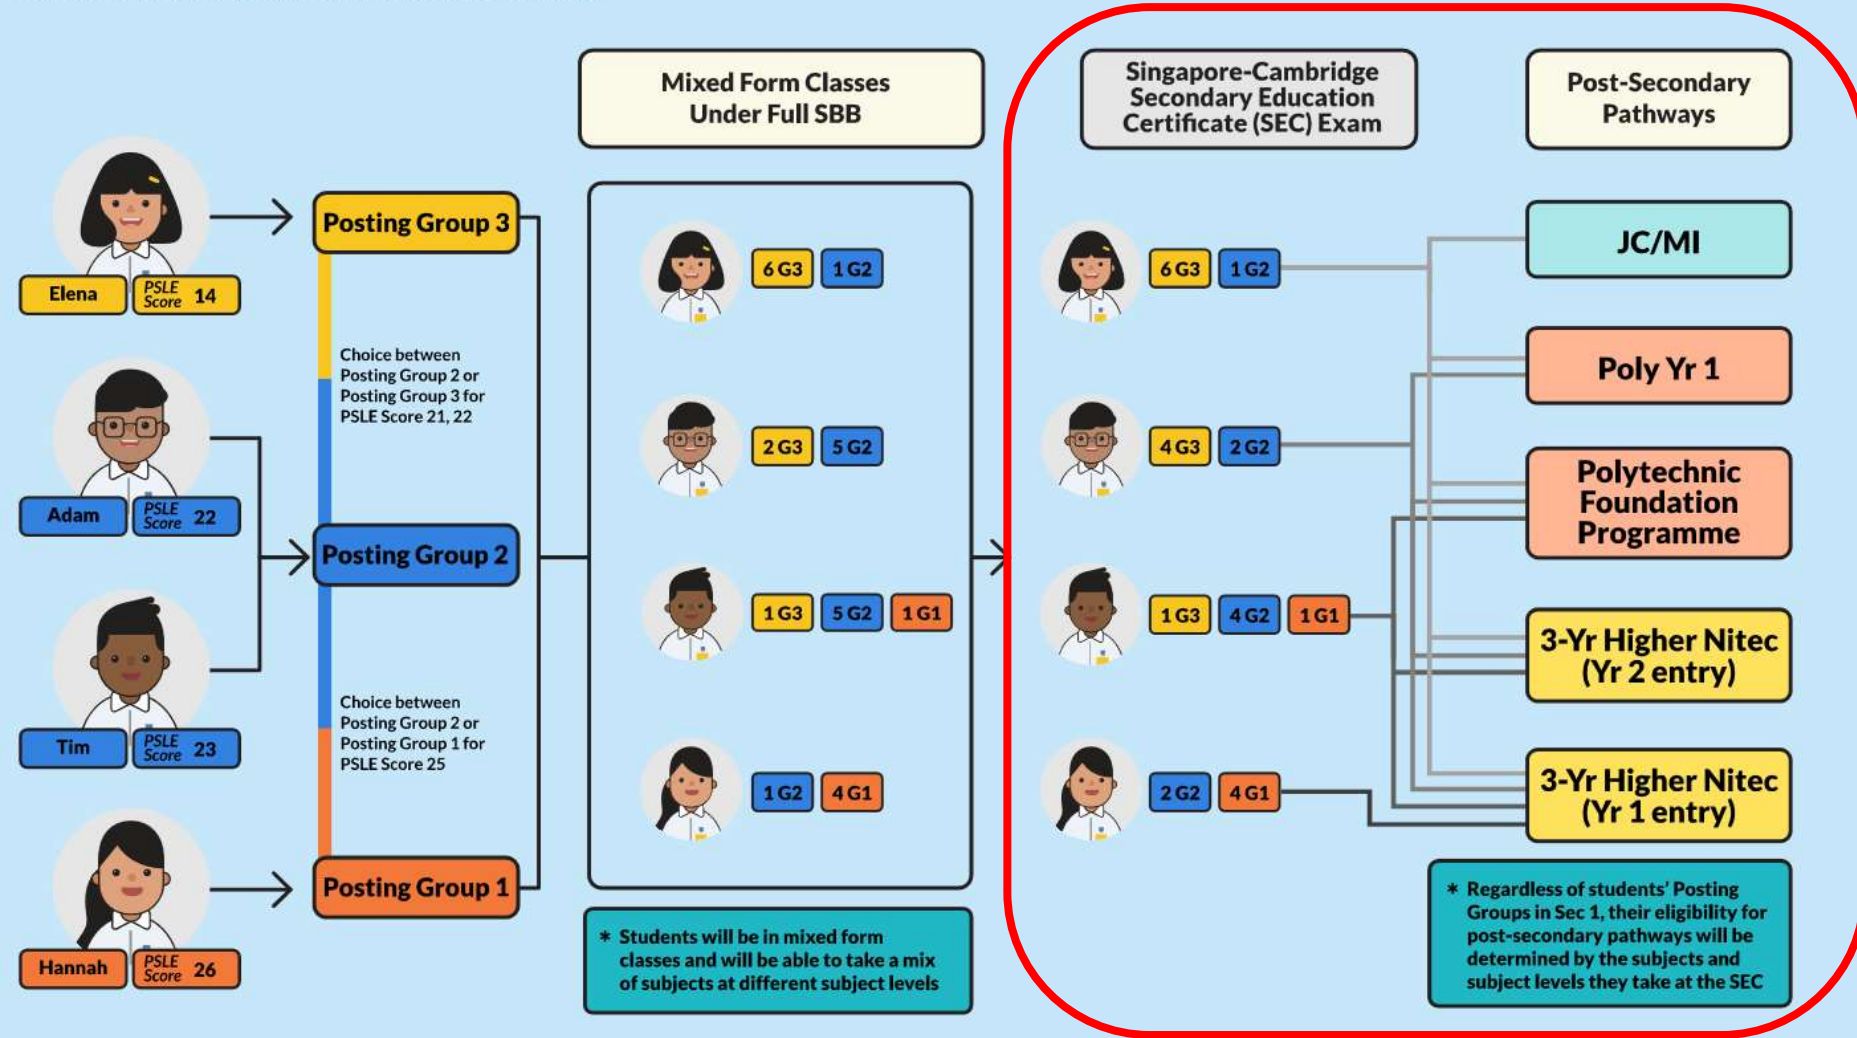 Mixed Form Classes
Under Full SBB
Singapore-Cambridge
Secondary Education
Certificate (SEC) Exam
Post-Secondary
Pathways
Elena
PSLE
Score 14
Adam
PSLE
Score 22
Tim
PSLE
Score 23
Hannah
PSLE
Score 26
Posting Group 3
Choice between
Posting Group 2 or
Posting Group 3 for
PSLE Score 21, 22
Posting Group 2
Choice between
Posting Group 2 or
Posting Group 1 for
PSLE Score 25
Posting Group 1
6 G3 1 G2
2 G3 5 G2
1 G3 5 G2 1 G1
1 G2 4 G1
* Students will be in mixed form
classes and will be able to take a mix
of subjects at different subject levels
6 G3 1 G2
4 G3 2 G2
1 G3 4 G2 1 G1
2 G2 4 G1
JC/MI
Poly Yr 1
Polytechnic
Foundation
Programme
3-Yr Higher Nitec
(Yr 2 entry)
3-Yr Higher Nitec
(Yr 1 entry)
* Regardless of students' Posting
Groups in Sec 1, their eligibility for
post-secondary pathways will be
determined by the subjects and
subject levels they take at the SEC